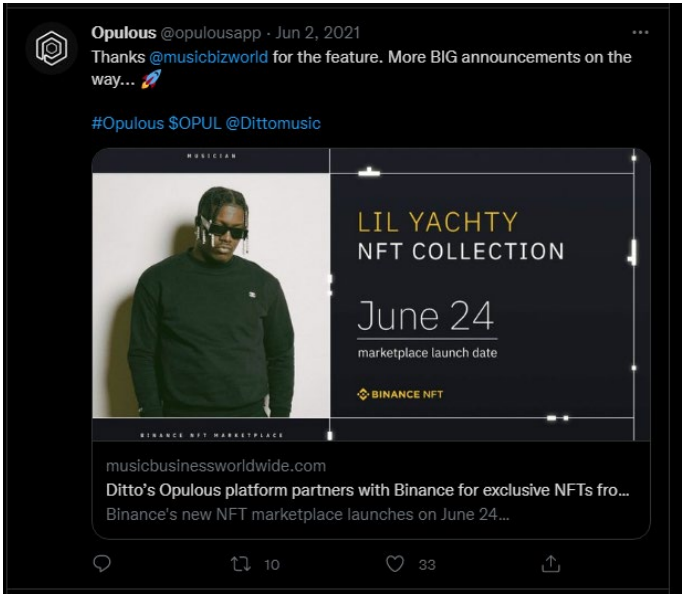 Opulous @opulousapp · Jun 2, 2021
Thanks @musicbizworld for the feature. More BIG announcements on the
way... 🚀
#Opulous $OPUL @Dittomusic
MUSICIAN
LIL YACHTY
NFT COLLECTION
June 24
marketplace launch date
BINANCE NFT
BINANCE NFT MARKETPLACE
musicbusinessworldwide.com
Ditto's Opulous platform partners with Binance for exclusive NFTs fro...
Binance's new NFT marketplace launches on June 24...
10
33